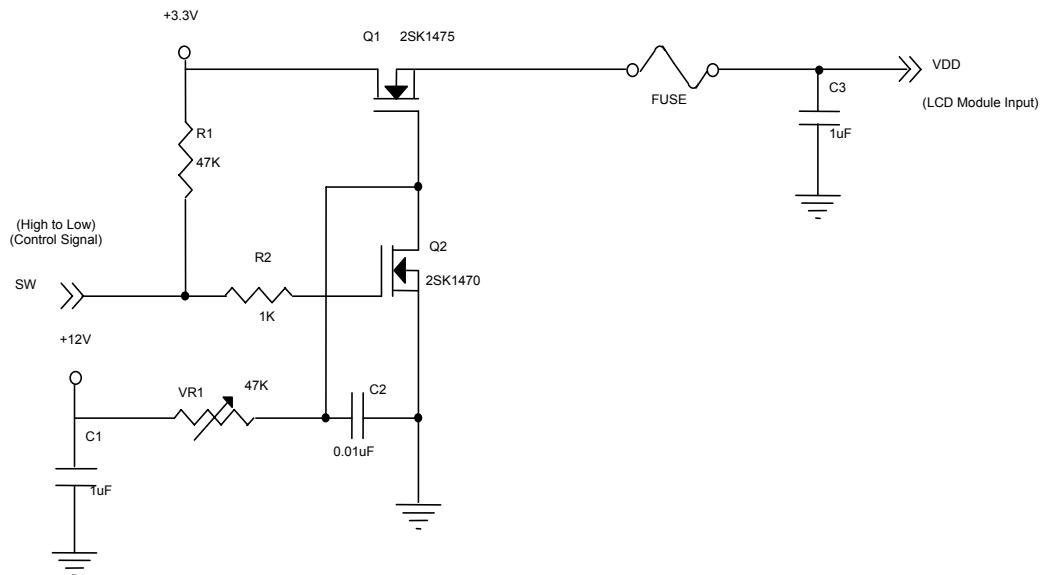 +3.3V
Q1 2SK1475
VDD
FUSE
C3
(LCD Module Input)
R1
1uF
47K
(High to Low)
(Control Signal)
Q2
R2
SW
2SK1470
1K
+12V
VR1
47K
C2
C1
0.01uF
1uF